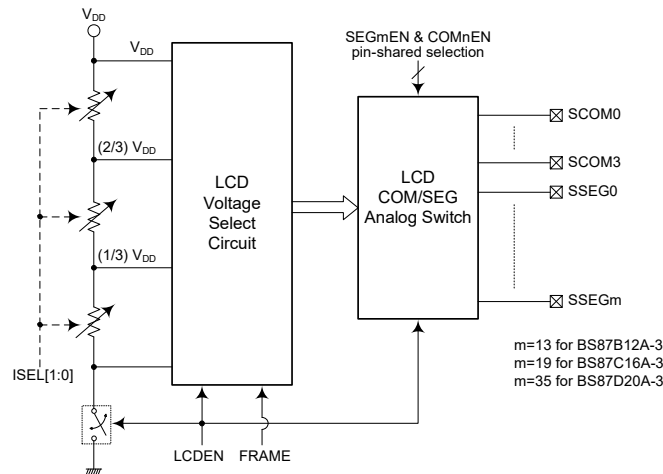 VDD
VDD
(2/3) VDD
(1/3) VDD
ISEL[1:0]
LCD
Voltage
Select
Circuit
LCDEN
FRAME
SEGmEN & COMnEN
pin-shared selection
LCD
COM/SEG
Analog Switch
SCOM0
SCOM3
SSEG0
SSEGm
m=13 for BS87B12A-3
m=19 for BS87C16A-3
m=35 for BS87D20A-3